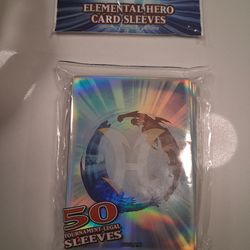 ELEMENTAL HERO
CARD SLEEVES
50
TOURNAMENT-LEGAL
SLEEVES